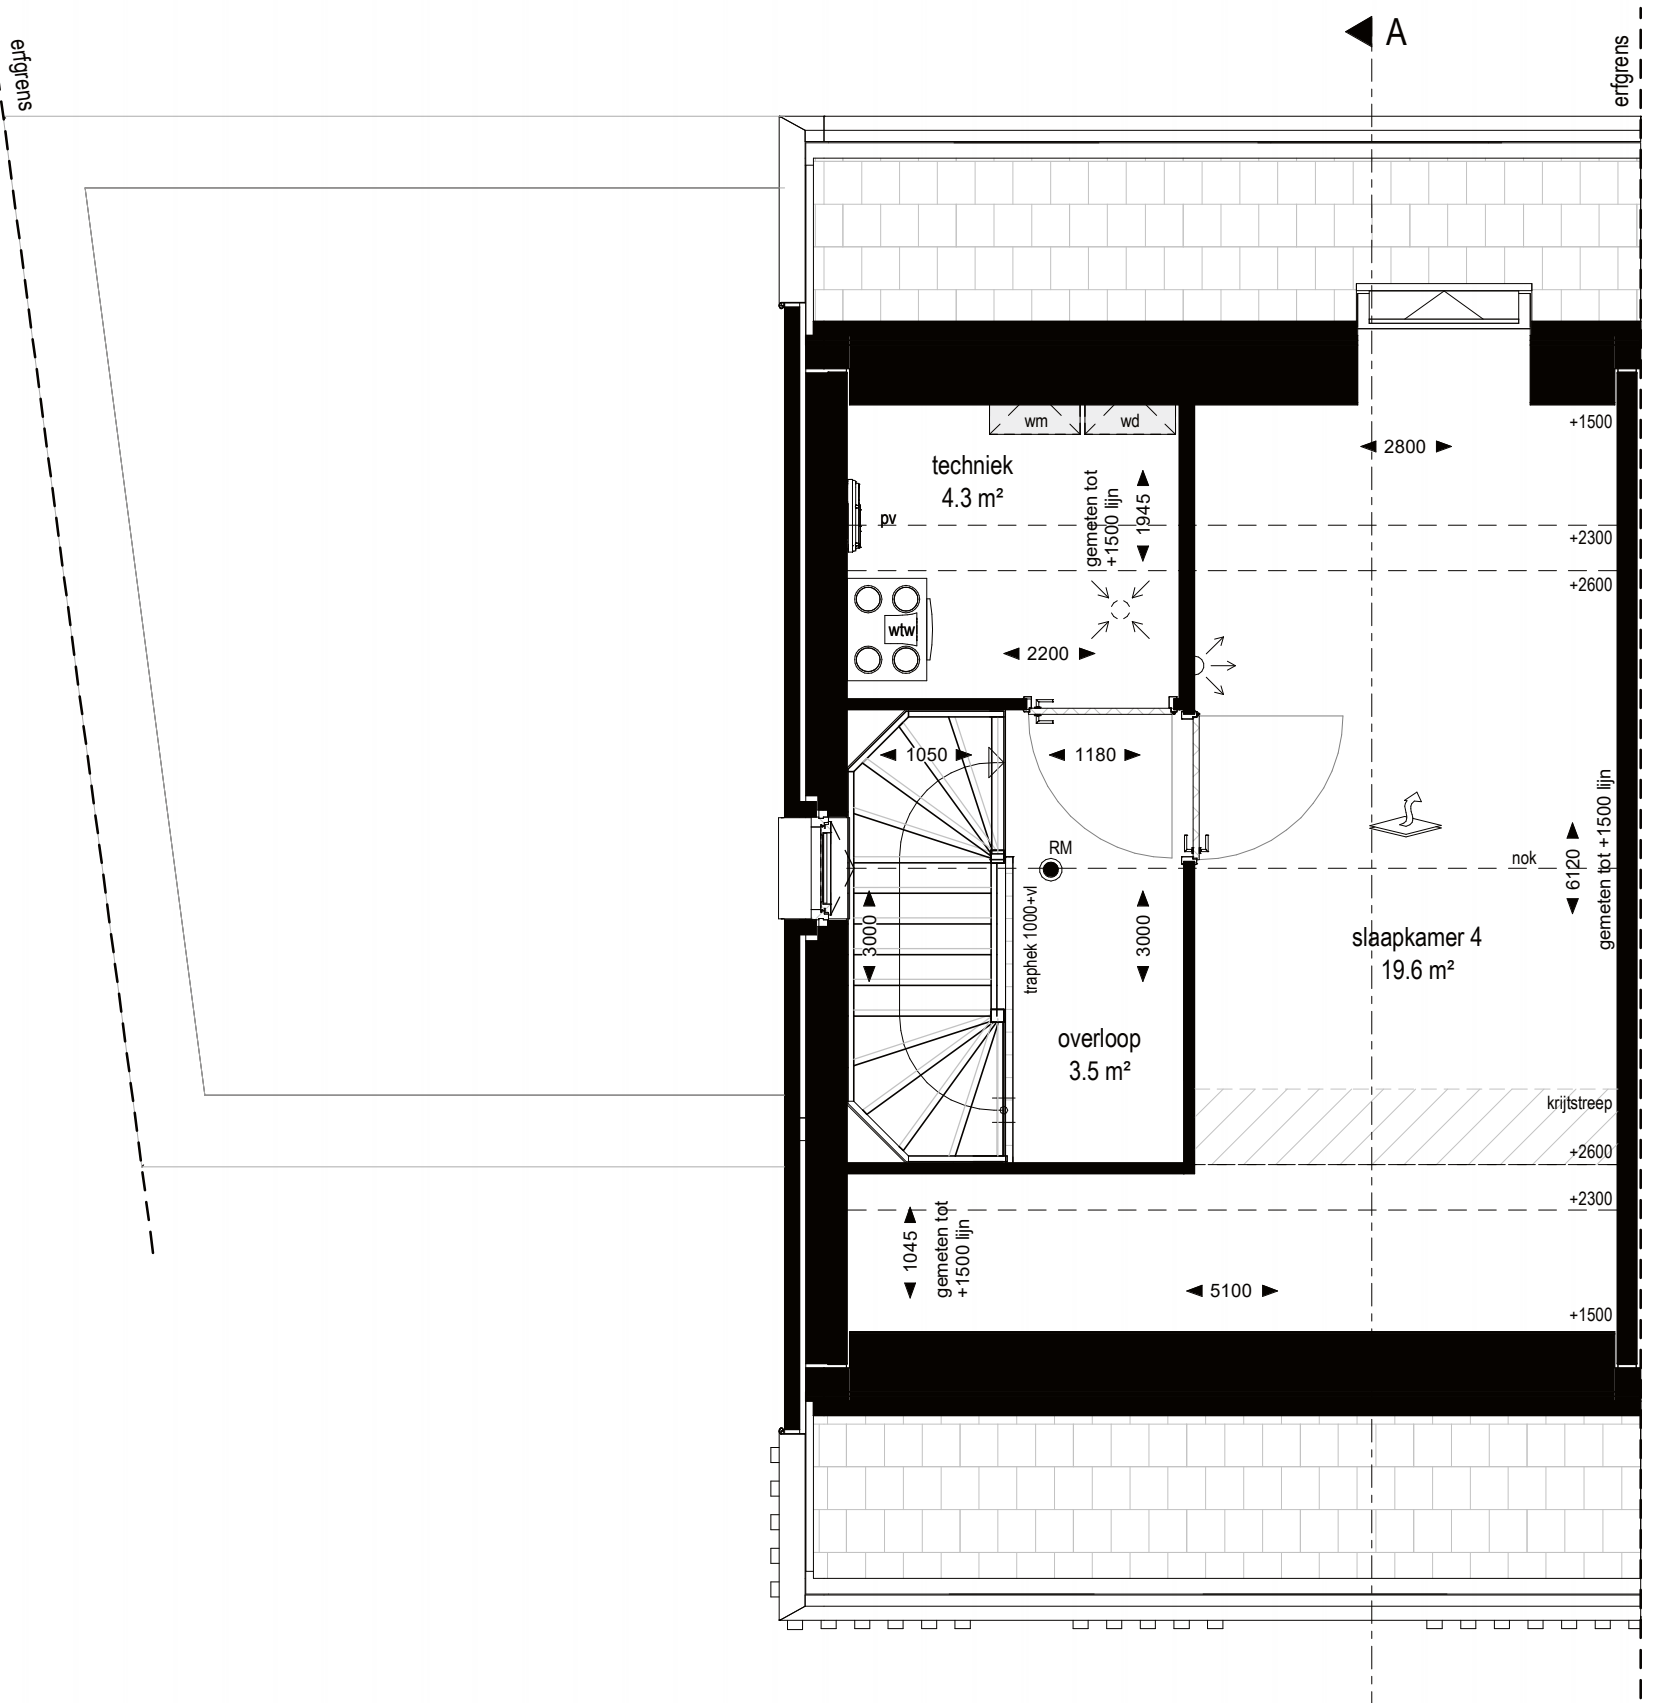 A
erfgrens
erfgrens
wm
wd
+1500
2800
techniek
4.3 m²
gemeten tot
+1500 lijn
1945
pv
+2300
+2600
wtw
2200
1050
1180
RM
nok
6120
gemeten tot +1500 lijn
3000
traphek 1000+vl
3000
slaapkamer 4
19.6 m²
overloop
3.5 m²
krijtstreep
+2600
+2300
1045
gemeten tot
+1500 lijn
5100
+1500